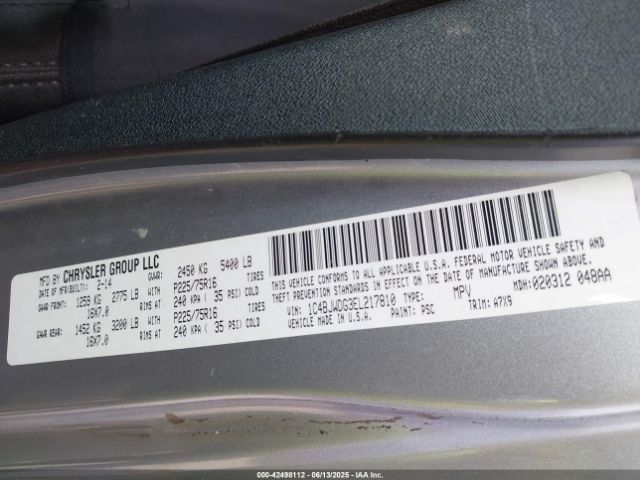 MFD BY CHRYSLER GROUP LLC
DATE OF MFR(BUILT): 2-14 GVWR: 2450 KG 5400 LB
GAWR FRONT: 1259 KG 2775 LB WITH P225/75R16 TIRES
16X7.0 RIMS AT 240 KPA( 35 PSI) COLD
GAWR REAR: 1452 KG 3200 LB WITH P225/75R16 TIRES
16X7.0 RIMS AT 240 KPA( 35 PSI) COLD
THIS VEHICLE CONFORMS TO ALL APPLICABLE U.S.A. FEDERAL MOTOR VEHICLE SAFETY AND
THEFT PREVENTION STANDARDS IN EFFECT ON THE DATE OF MANUFACTURE SHOWN ABOVE.
VIN: 1C4BJWDG3EL217810 TYPE: MPV MDH: 020312 048AA
VEHICLE MADE IN U.S.A. PAINT: PSC TRIM: A7X9
000-42498112 - 06/13/2025 - IAA, Inc.